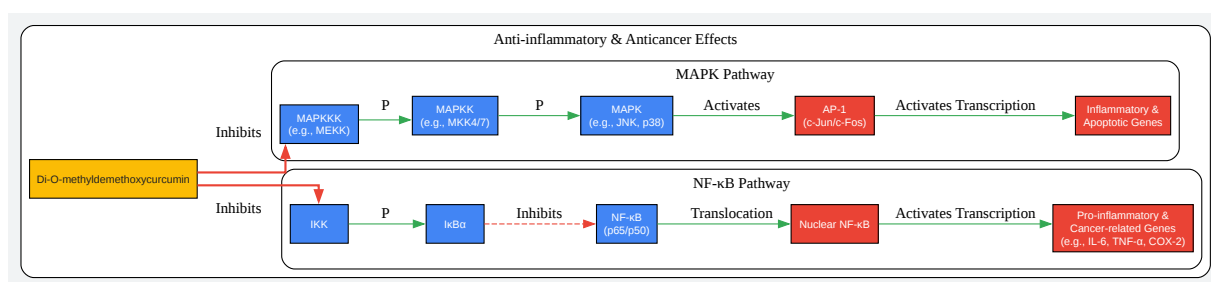 Anti-inflammatory & Anticancer Effects
MAPK Pathway
MAPKKK
(e.g., MEKK)
P
MAPKK
(e.g., MKK4/7)
P
MAPK
(e.g., JNK, p38)
Activates
AP-1
(c-Jun/c-Fos)
Activates Transcription
Inflammatory &
Apoptotic Genes
Inhibits
Di-O-methyldemethoxycurcumin
Inhibits
NF-κB Pathway
IKK
P
IκBα
Inhibits
NF-κB
(p65/p50)
Translocation
Nuclear NF-κB
Activates Transcription
Pro-inflammatory &
Cancer-related Genes
(e.g., IL-6, TNF-α, COX-2)